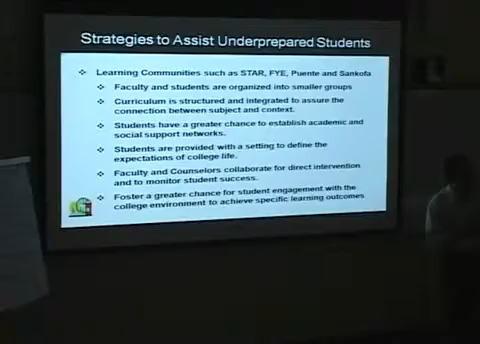 Strategies to Assist Underprepared Students
Learning Communities such as STAR, FYE, Puente and Sankofa
Faculty and students are organized into smaller groups
Curriculum is structured and integrated to assure the
connection between subject and context.
Students have a greater chance to establish academic and
social support networks.
Students are provided with a setting to define the
expectations of college life.
Faculty and Counselors collaborate for direct intervention
and to monitor student success.
Foster a greater chance for student engagement with the
college environment to achieve specific learning outcomes